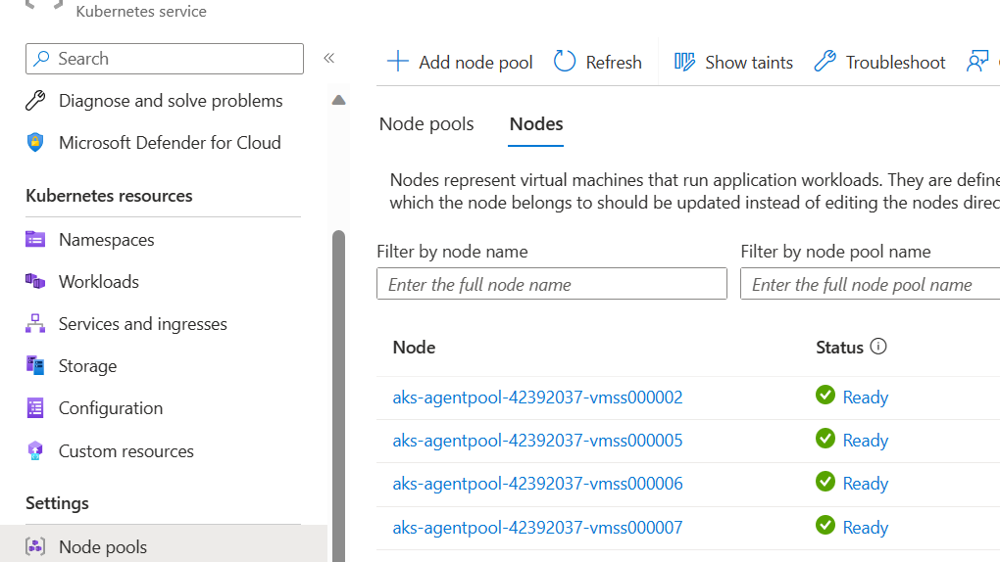 Kubernetes service
Search
Diagnose and solve problems
Microsoft Defender for Cloud
Kubernetes resources
Namespaces
Workloads
Services and ingresses
Storage
Configuration
Custom resources
Settings
Node pools
Add node pool Refresh Show taints Troubleshoot
Node pools Nodes
Nodes represent virtual machines that run application workloads. They are define
which the node belongs to should be updated instead of editing the nodes direc
Filter by node name Filter by node pool name
Enter the full node name Enter the full node pool name
Node Status
aks-agentpool-42392037-vmss000002 Ready
aks-agentpool-42392037-vmss000005 Ready
aks-agentpool-42392037-vmss000006 Ready
aks-agentpool-42392037-vmss000007 Ready